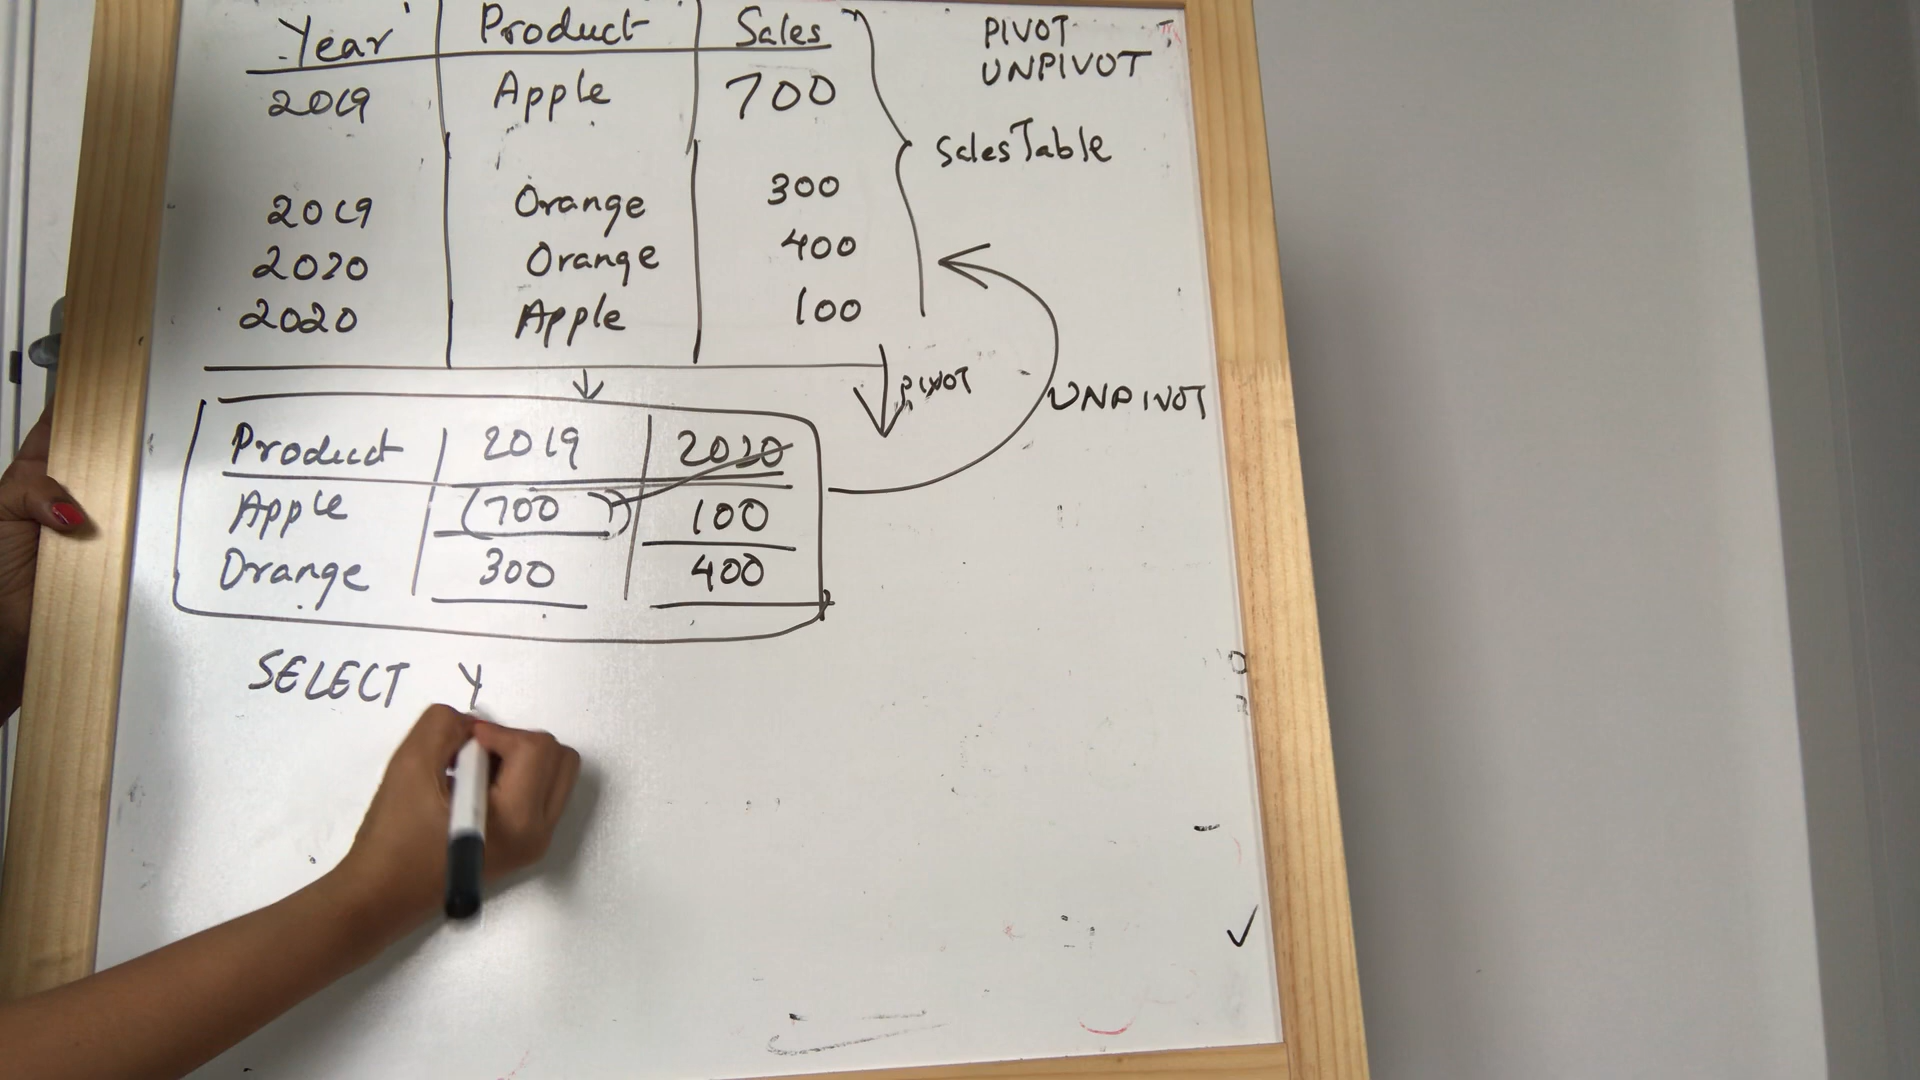 Year Product Sales
2019 Apple 700
2019 Orange 300
2020 Orange 400
2020 Apple 100
PIVOT
UNPIVOT
SalesTable
PIVOT
UNPIVOT
Product 2019 2020
Apple 700 100
Orange 300 400
SELECT Y